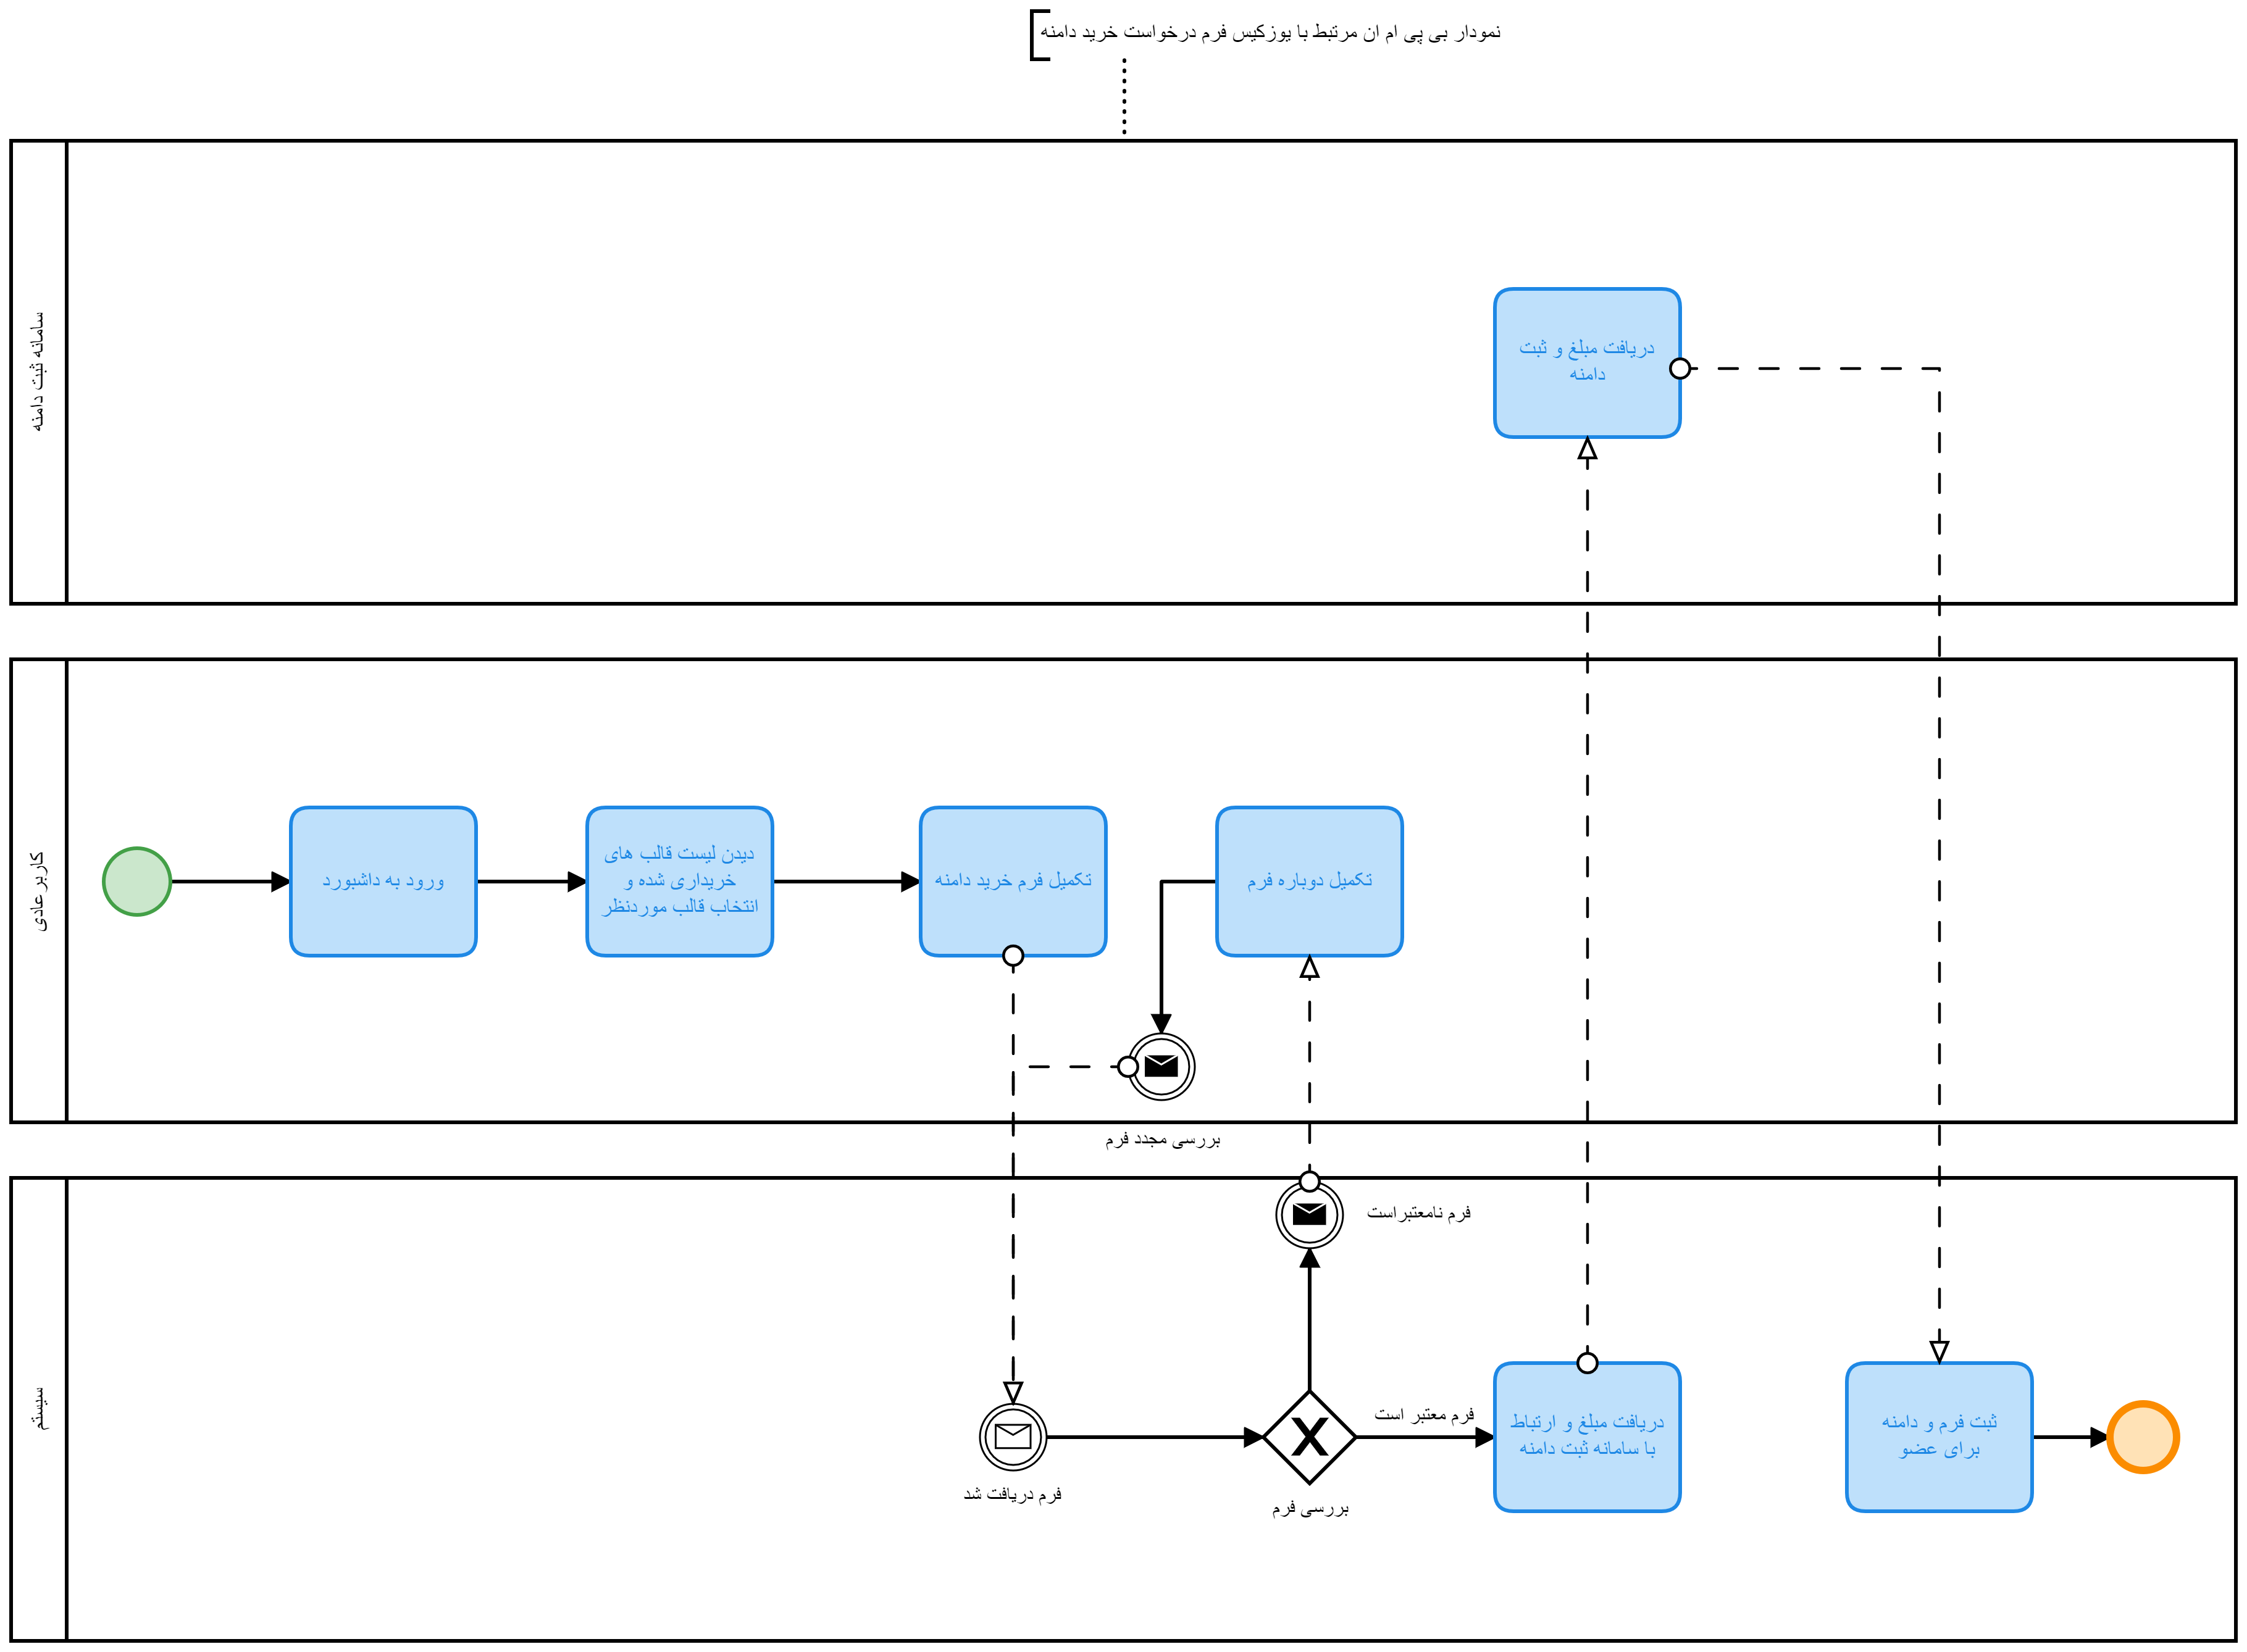 نمودار بی پی ام ان مرتبط با یوزکیس فرم درخواست خرید دامنه
سامانه ثبت دامنه
دریافت مبلغ و ثبت
دامنه
کاربر عادی
ورود به داشبورد
دیدن لیست قالب های
خریداری شده و
انتخاب قالب موردنظر
تکمیل فرم خرید دامنه
تکمیل دوباره فرم
بررسی مجدد فرم
سیستم
فرم نامعتبراست
فرم دریافت شد
بررسی فرم
فرم معتبر است
دریافت مبلغ و ارتباط
با سامانه ثبت دامنه
ثبت فرم و دامنه
برای عضو